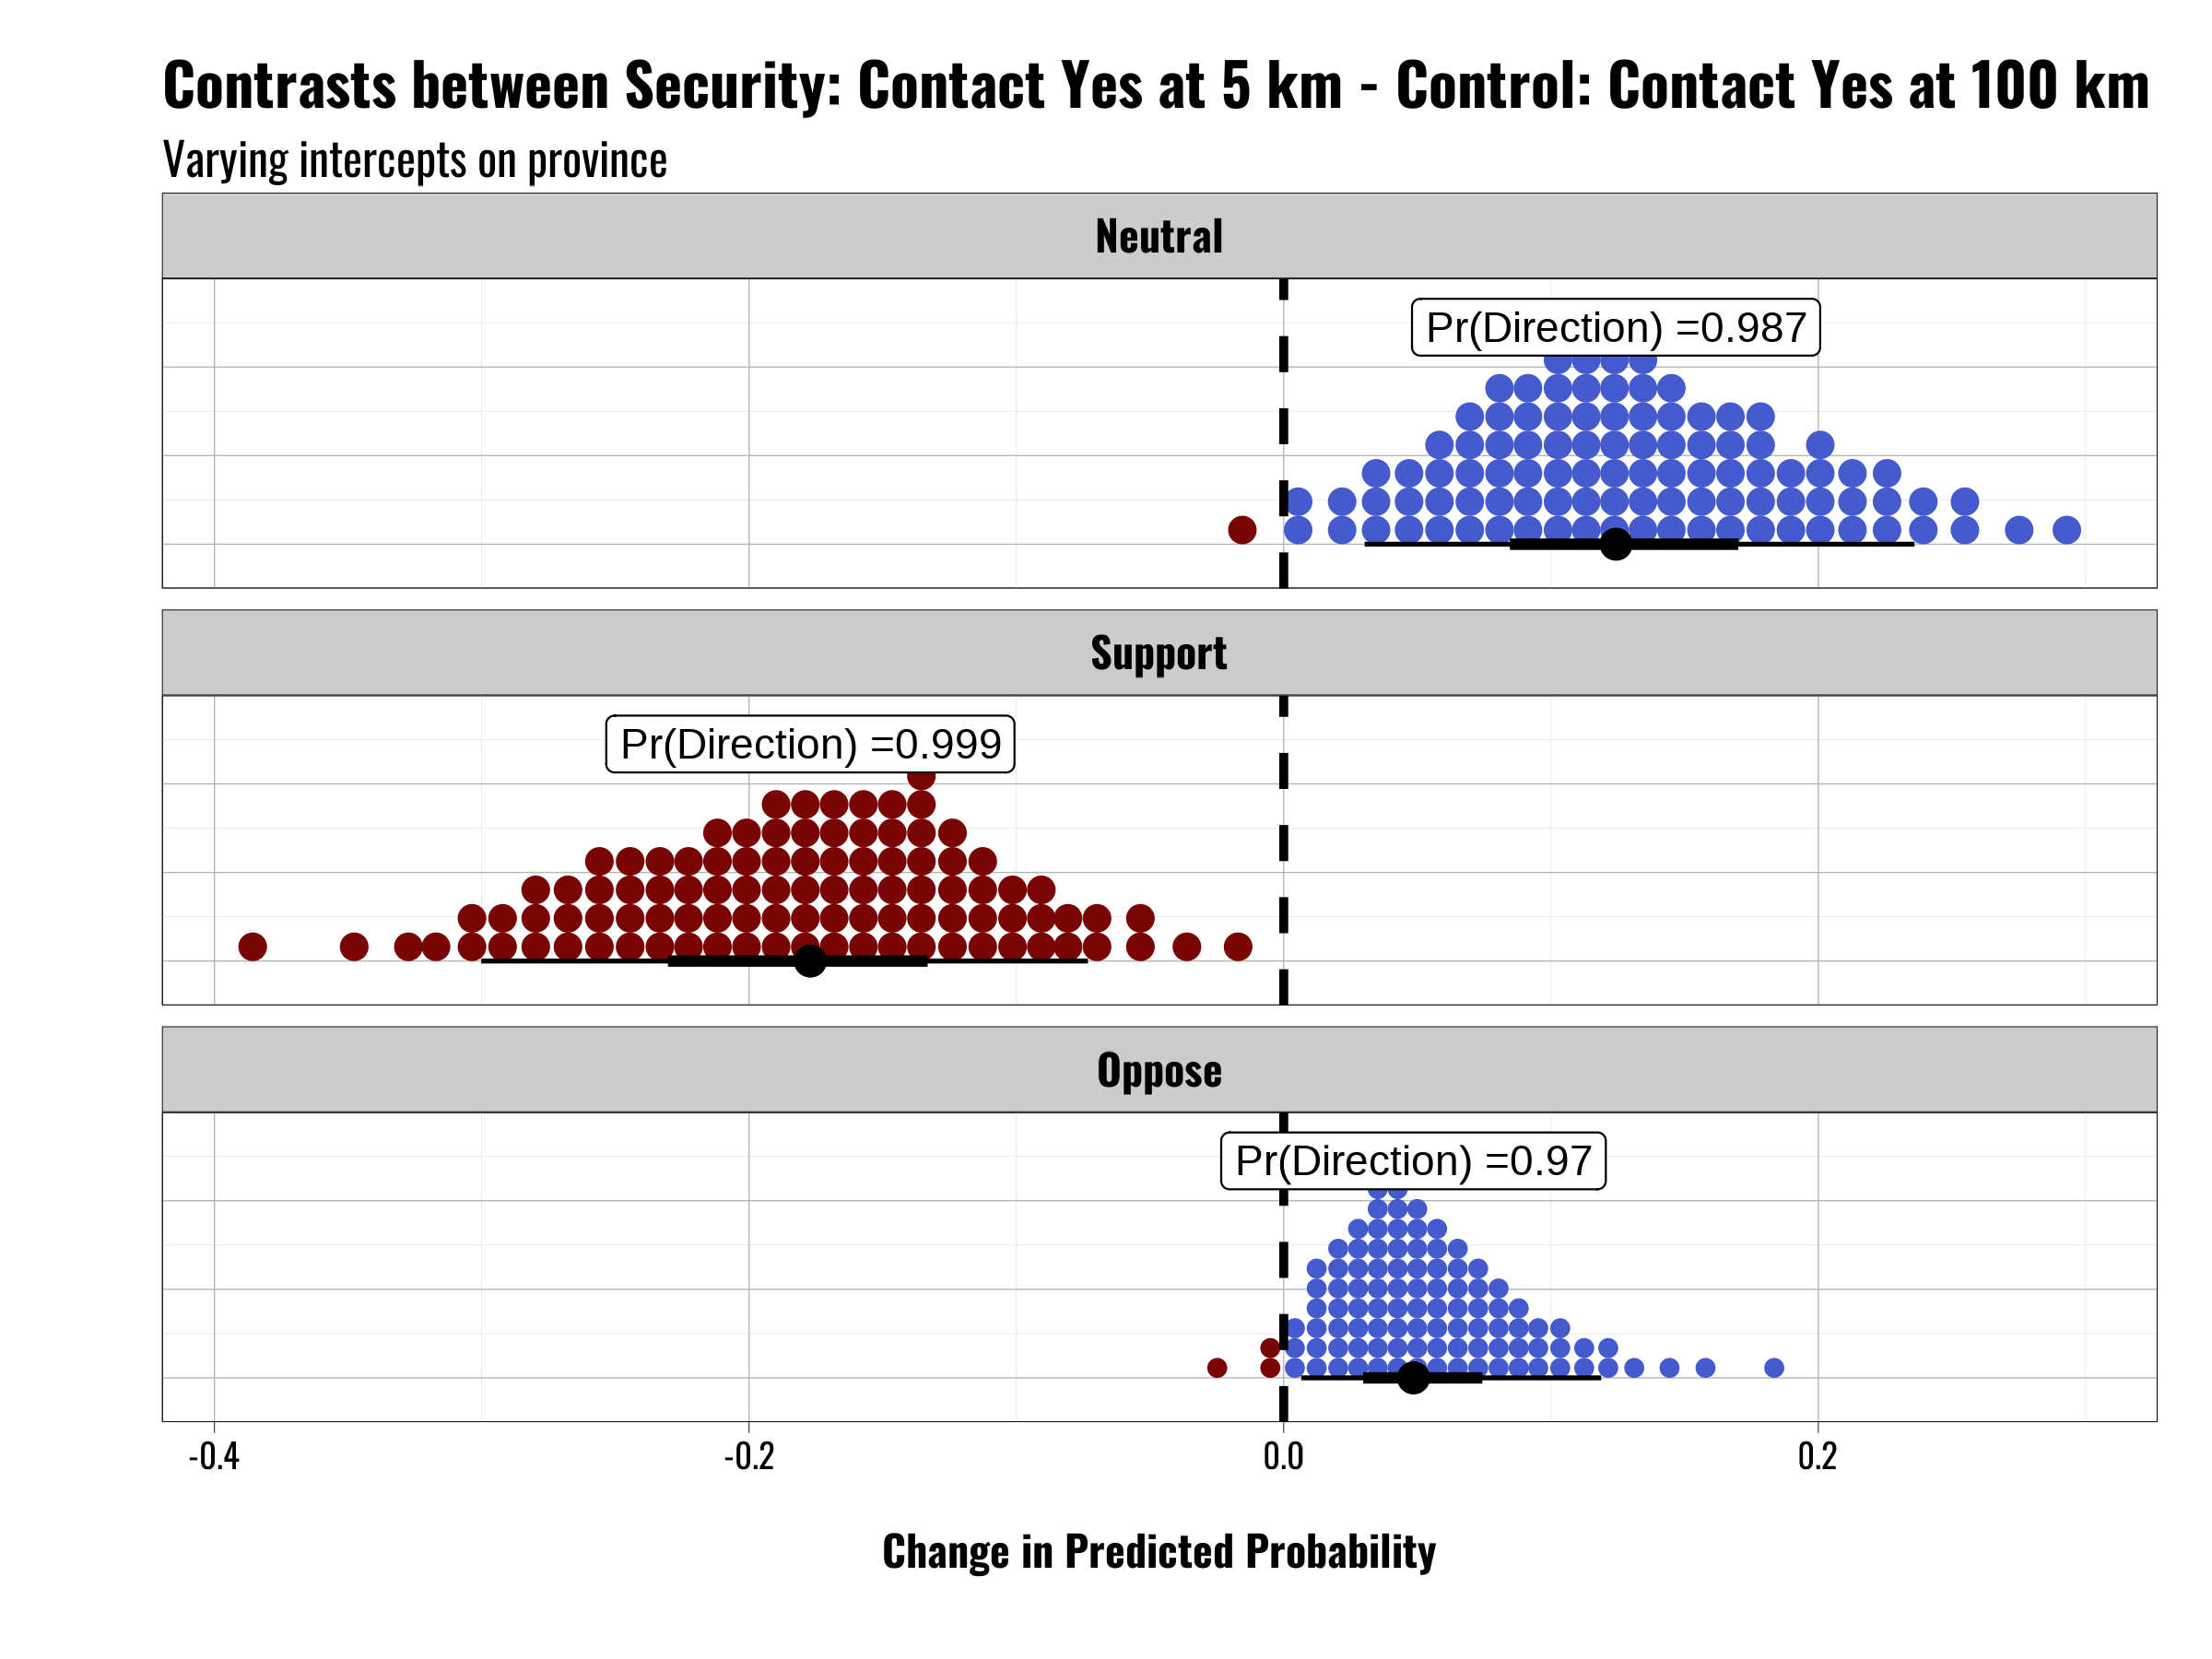 Contrasts between Security: Contact Yes at 5 km - Control: Contact Yes at 100 km
Varying intercepts on province
Neutral
Pr(Direction) =0.987
Support
Pr(Direction) =0.999
Oppose
Pr(Direction) =0.97
-0.4 -0.2 0.0 0.2
Change in Predicted Probability